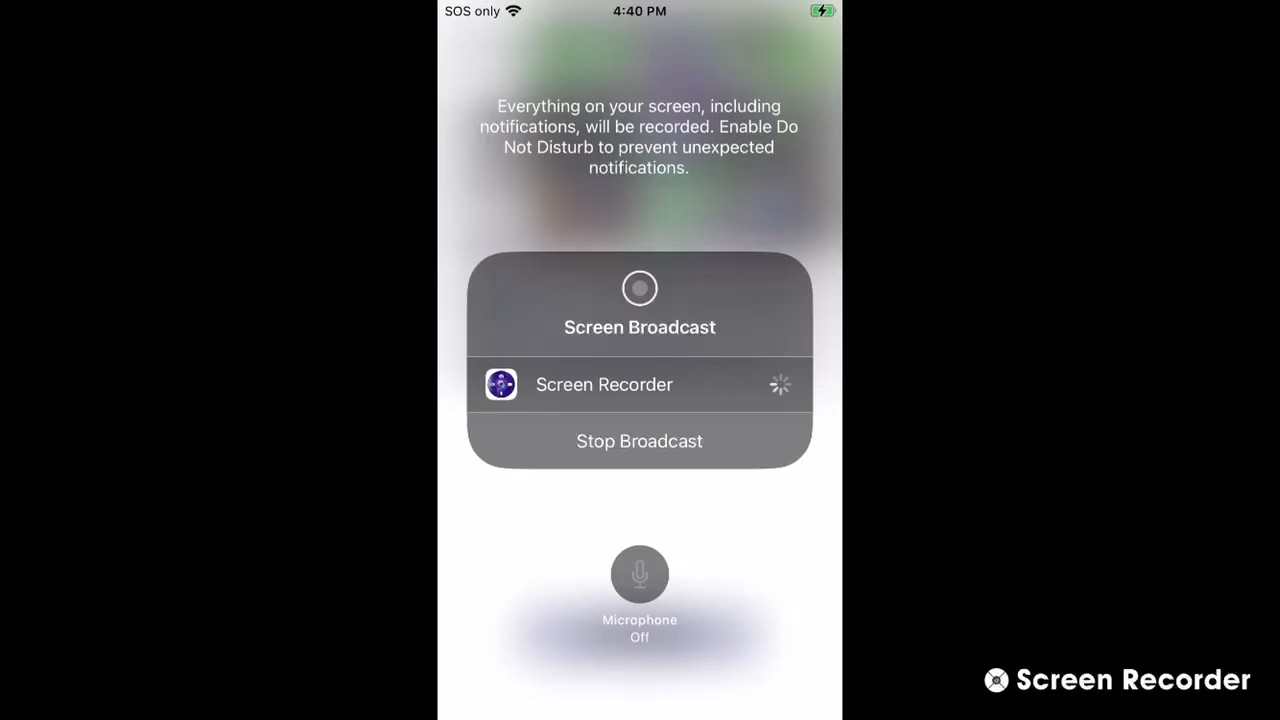 SOS only
4:40 PM
Everything on your screen, including
notifications, will be recorded. Enable Do
Not Disturb to prevent unexpected
notifications.
Screen Broadcast
Screen Recorder
Stop Broadcast
Microphone
Off
Screen Recorder